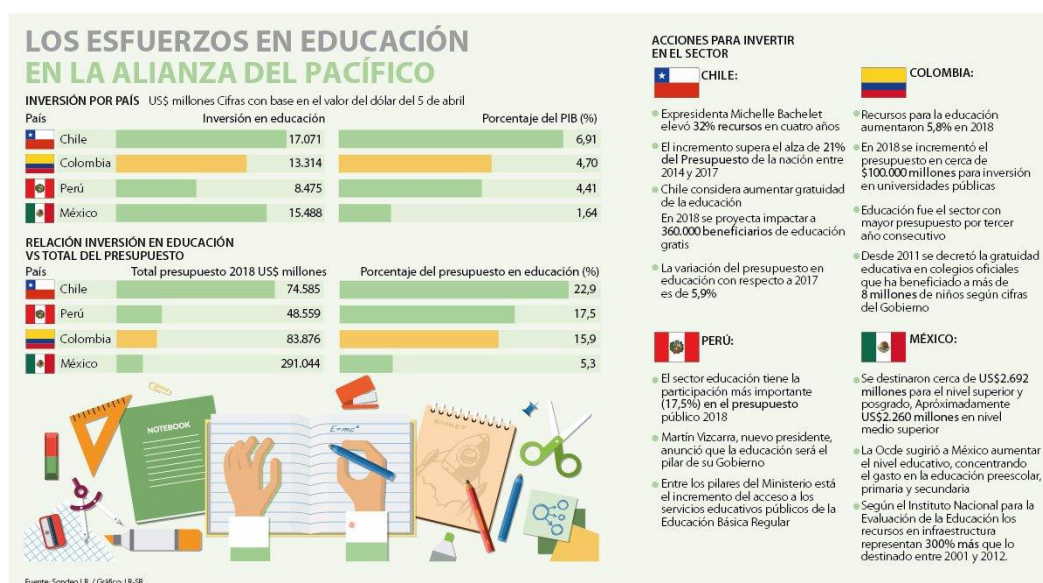 LOS ESFUERZOS EN EDUCACIÓN
EN LA ALIANZA DEL PACÍFICO
INVERSIÓN POR PAÍS US$ millones Cifras con base en el valor del dólar del 5 de abril
País Inversión en educación Porcentaje del PIB (%)
Chile 17.071 6,91
Colombia 13.314 4,70
Perú 8.475 4,41
México 15.488 1,64
RELACIÓN INVERSIÓN EN EDUCACIÓN
VS TOTAL DEL PRESUPUESTO
País Total presupuesto 2018 US$ millones Porcentaje del presupuesto en educación (%)
Chile 74.585 22,9
Perú 48.559 17,5
Colombia 83.876 15,9
México 291.044 5,3
NOTEBOOK
E=mc²
Fuente: Sondeo LR / Gráfico: LR-SR
ACCIONES PARA INVERTIR
EN EL SECTOR
CHILE:
Expresidenta Michelle Bachelet
elevó 32% recursos en cuatro años
El incremento supera el alza de 21%
del Presupuesto de la nación entre
2014 y 2017
Chile considera aumentar gratuidad
de la educación
En 2018 se proyecta impactar a
360.000 beneficiarios de educación
gratis
La variación del presupuesto en
educación con respecto a 2017
es de 5,9%
COLOMBIA:
Recursos para la educación
aumentaron 5,8% en 2018
En 2018 se incrementó el
presupuesto en cerca de
$100.000 millones para inversión
en universidades públicas
Educación fue el sector con
mayor presupuesto por tercer
año consecutivo
Desde 2011 se decretó la gratuidad
educativa en colegios oficiales
que ha beneficiado a más de
8 millones de niños según cifras
del Gobierno
PERÚ:
El sector educación tiene la
participación más importante
(17,5%) en el presupuesto
público 2018
Martín Vizcarra, nuevo presidente,
anunció que la educación será el
pilar de su Gobierno
Entre los pilares del Ministerio está
el incremento del acceso a los
servicios educativos públicos de la
Educación Básica Regular
MÉXICO:
Se destinaron cerca de US$2.692
millones para el nivel superior y
posgrado, Apróximadamente
US$2.260 millones en nivel
medio superior
La Ocde sugirió a México aumentar
el nivel educativo, concentrando
el gasto en la educación preescolar,
primaria y secundaria
Según el Instituto Nacional para la
Evaluación de la Educación los
recursos en infraestructura
representan 300% más que lo
destinado entre 2001 y 2012.